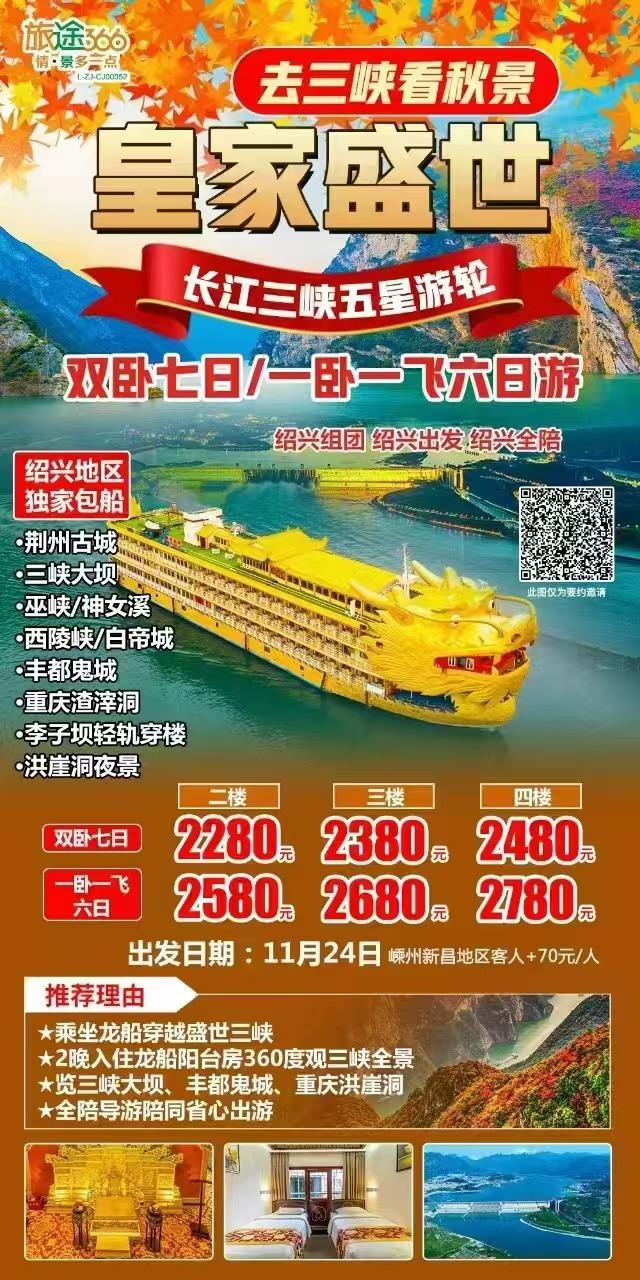 旅途366
情·景多一点
L-ZJ-CJ00052
去三峡看秋景
皇家盛世
长江三峡五星游轮
双卧七日/一卧一飞六日游
绍兴组团 绍兴出发 绍兴全陪
绍兴地区
独家包船
·荆州古城
·三峡大坝
·巫峡/神女溪
·西陵峡/白帝城
·丰都鬼城
·重庆渣滓洞
·李子坝轻轨穿楼
·洪崖洞夜景
此图仅为要约邀请
二楼 三楼 四楼
双卧七日 2280元 2380元 2480元
一卧一飞
六日 2580元 2680元 2780元
出发日期：11月24日 嵊州新昌地区客人+70元/人
推荐理由
★乘坐龙船穿越盛世三峡
★2晚入住龙船阳台房360度观三峡全景
★览三峡大坝、丰都鬼城、重庆洪崖洞
★全陪导游陪同省心出游